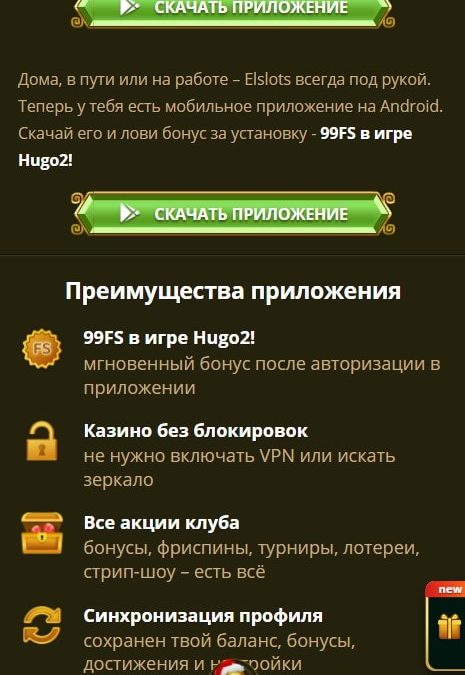 СКАЧАТЬ ПРИЛОЖЕНИЕ
Дома, в пути или на работе – Elslots всегда под рукой.
Теперь у тебя есть мобильное приложение на Android.
Скачай его и лови бонус за установку - 99FS в игре
Hugo2!
СКАЧАТЬ ПРИЛОЖЕНИЕ
Преимущества приложения
FS
99FS в игре Hugo2!
мгновенный бонус после авторизации в
приложении
Казино без блокировок
не нужно включать VPN или искать
зеркало
Все акции клуба
бонусы, фриспины, турниры, лотереи,
стрип-шоу – есть всё
new
Синхронизация профиля
сохранен твой баланс, бонусы,
достижения и